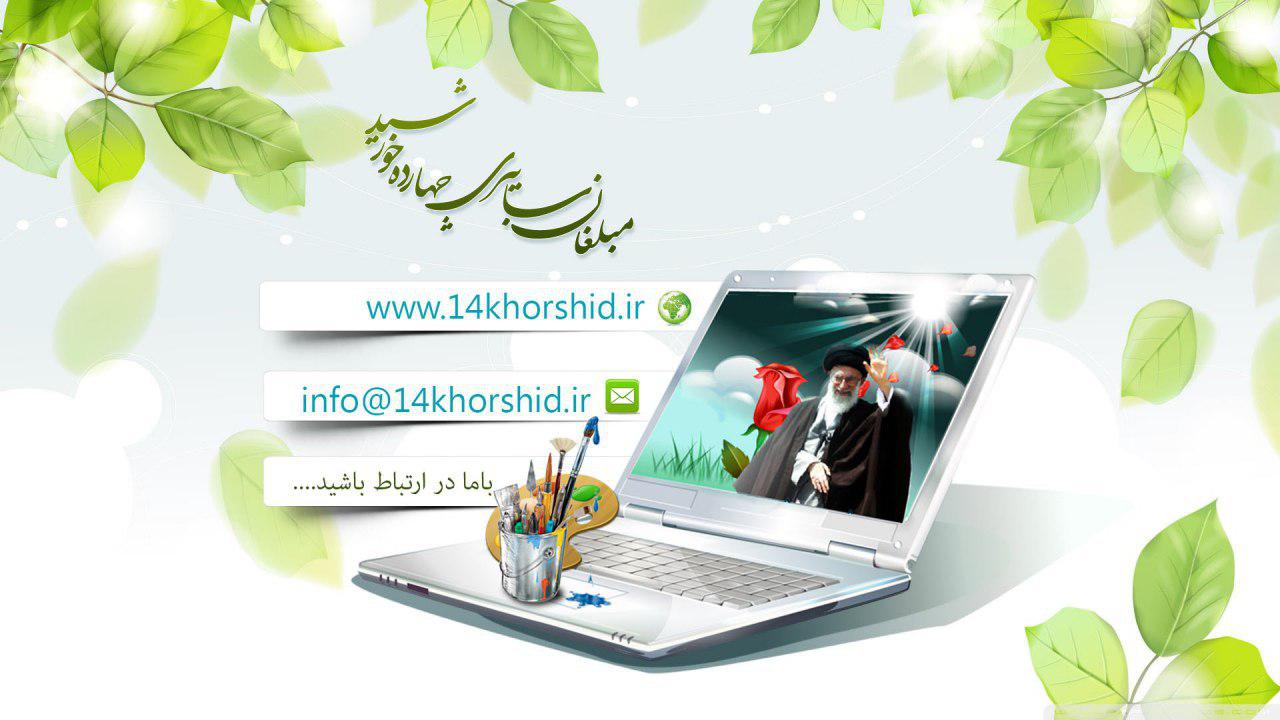 مبلغان سایبری چهارده خورشید
www.14khorshid.ir
info@14khorshid.ir
باما در ارتباط باشید....